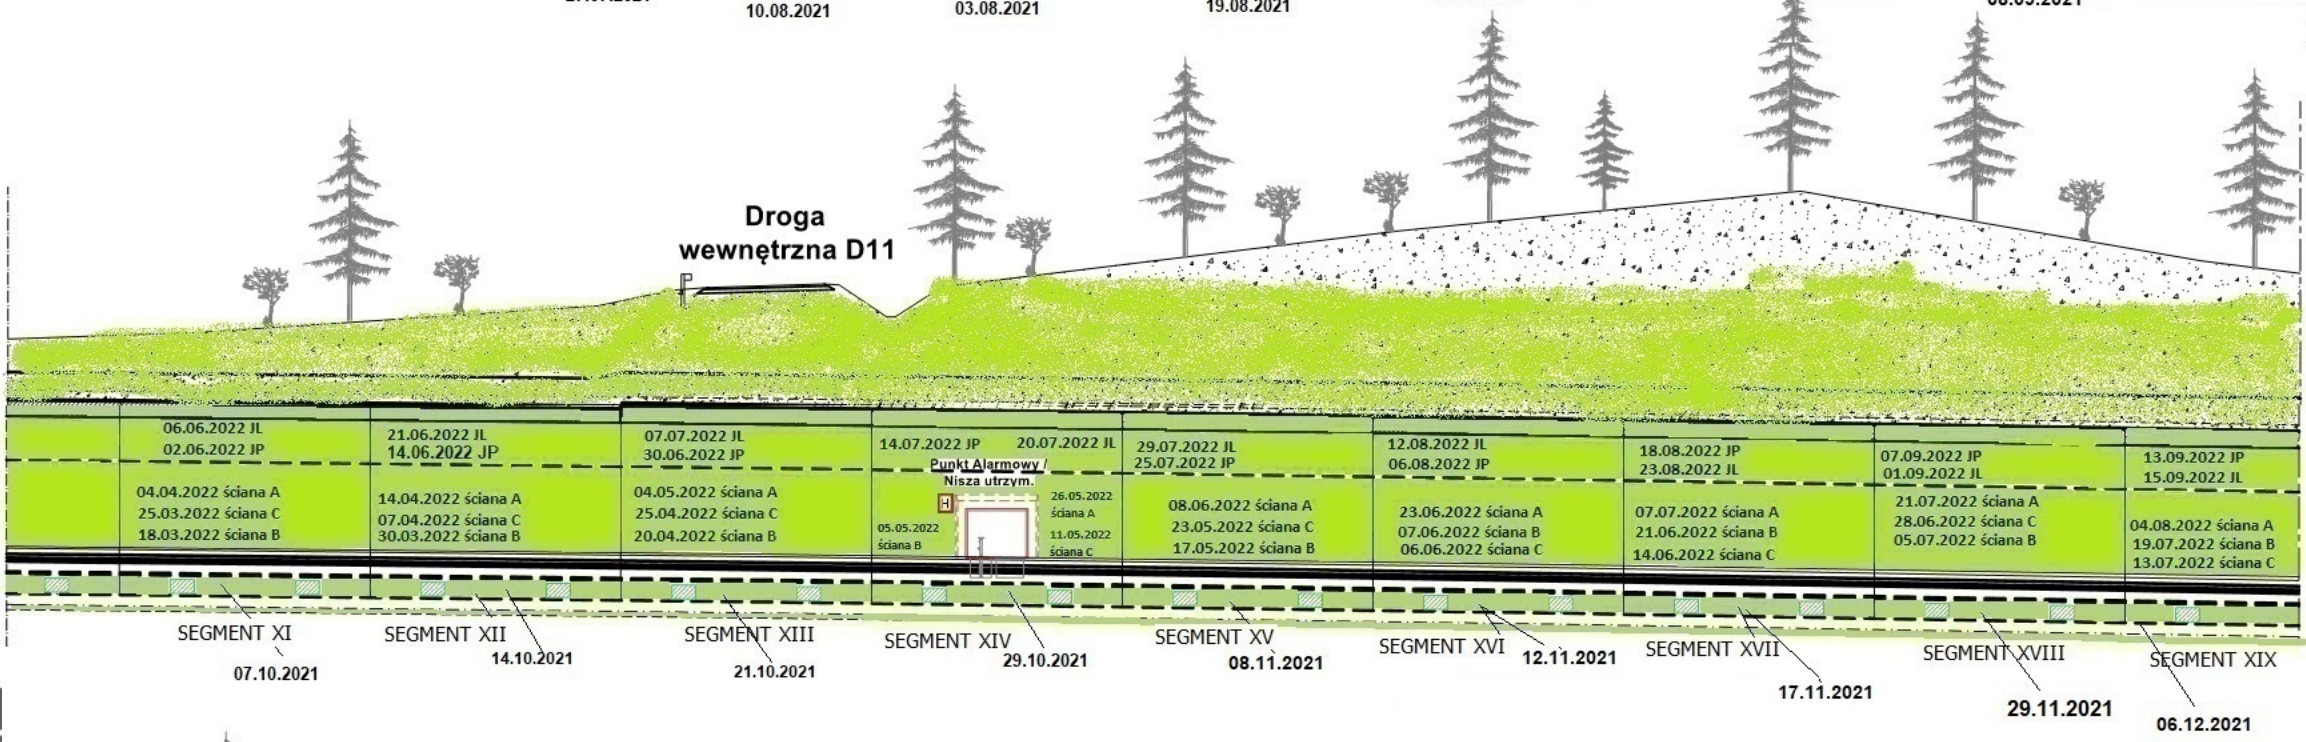 10.08.2021
03.08.2021
19.08.2021
Droga
wewnętrzna D11
06.06.2022 JL
02.06.2022 JP
04.04.2022 ściana A
25.03.2022 ściana C
18.03.2022 ściana B
21.06.2022 JL
14.06.2022 JP
14.04.2022 ściana A
07.04.2022 ściana C
30.03.2022 ściana B
07.07.2022 JL
30.06.2022 JP
04.05.2022 ściana A
25.04.2022 ściana C
20.04.2022 ściana B
14.07.2022 JP
20.07.2022 JL
Punkt Alarmowy /
Nisza utrzym.
H
05.05.2022
ściana B
26.05.2022
ściana A
11.05.2022
ściana C
29.07.2022 JL
25.07.2022 JP
08.06.2022 ściana A
23.05.2022 ściana C
17.05.2022 ściana B
12.08.2022 JL
06.08.2022 JP
23.06.2022 ściana A
07.06.2022 ściana B
06.06.2022 ściana C
18.08.2022 JP
23.08.2022 JL
07.07.2022 ściana A
21.06.2022 ściana B
14.06.2022 ściana C
07.09.2022 JP
01.09.2022 JL
21.07.2022 ściana A
28.06.2022 ściana C
05.07.2022 ściana B
13.09.2022 JP
15.09.2022 JL
04.08.2022 ściana A
19.07.2022 ściana B
13.07.2022 ściana C
SEGMENT XI
07.10.2021
SEGMENT XII
14.10.2021
SEGMENT XIII
21.10.2021
SEGMENT XIV
29.10.2021
SEGMENT XV
08.11.2021
SEGMENT XVI
12.11.2021
SEGMENT XVII
17.11.2021
SEGMENT XVIII
29.11.2021
SEGMENT XIX
06.12.2021